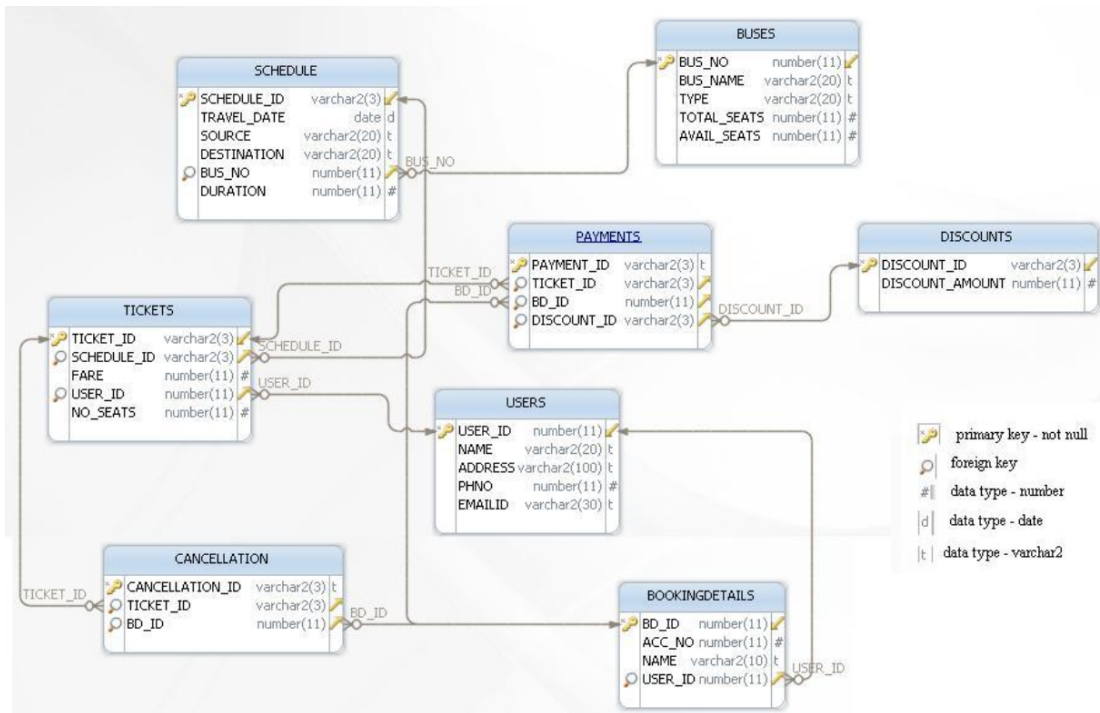 BUSES
BUS_NO number(11)
BUS_NAME varchar2(20) t
TYPE varchar2(20) t
TOTAL_SEATS number(11) #
AVAIL_SEATS number(11) #
SCHEDULE
SCHEDULE_ID varchar2(3)
TRAVEL_DATE date d
SOURCE varchar2(20) t
DESTINATION varchar2(20) t
BUS_NO number(11)
DURATION number(11) #
BUS_NO
PAYMENTS
PAYMENT_ID varchar2(3) t
TICKET_ID varchar2(3)
BD_ID number(11)
DISCOUNT_ID varchar2(3)
TICKET_ID
BD_ID
DISCOUNT_ID
DISCOUNTS
DISCOUNT_ID varchar2(3)
DISCOUNT_AMOUNT number(11) #
TICKETS
TICKET_ID varchar2(3)
SCHEDULE_ID varchar2(3)
FARE number(11) #
USER_ID number(11)
NO_SEATS number(11) #
SCHEDULE_ID
USER_ID
USERS
USER_ID number(11)
NAME varchar2(20) t
ADDRESS varchar2(100) t
PHNO number(11) #
EMAILID varchar2(30) t
primary key - not null
foreign key
# data type - number
d data type - date
t data type - varchar2
CANCELLATION
CANCELLATION_ID varchar2(3) t
TICKET_ID varchar2(3)
BD_ID number(11)
TICKET_ID
BD_ID
BOOKINGDETAILS
BD_ID number(11)
ACC_NO number(11) #
NAME varchar2(10) t
USER_ID number(11)
USER_ID